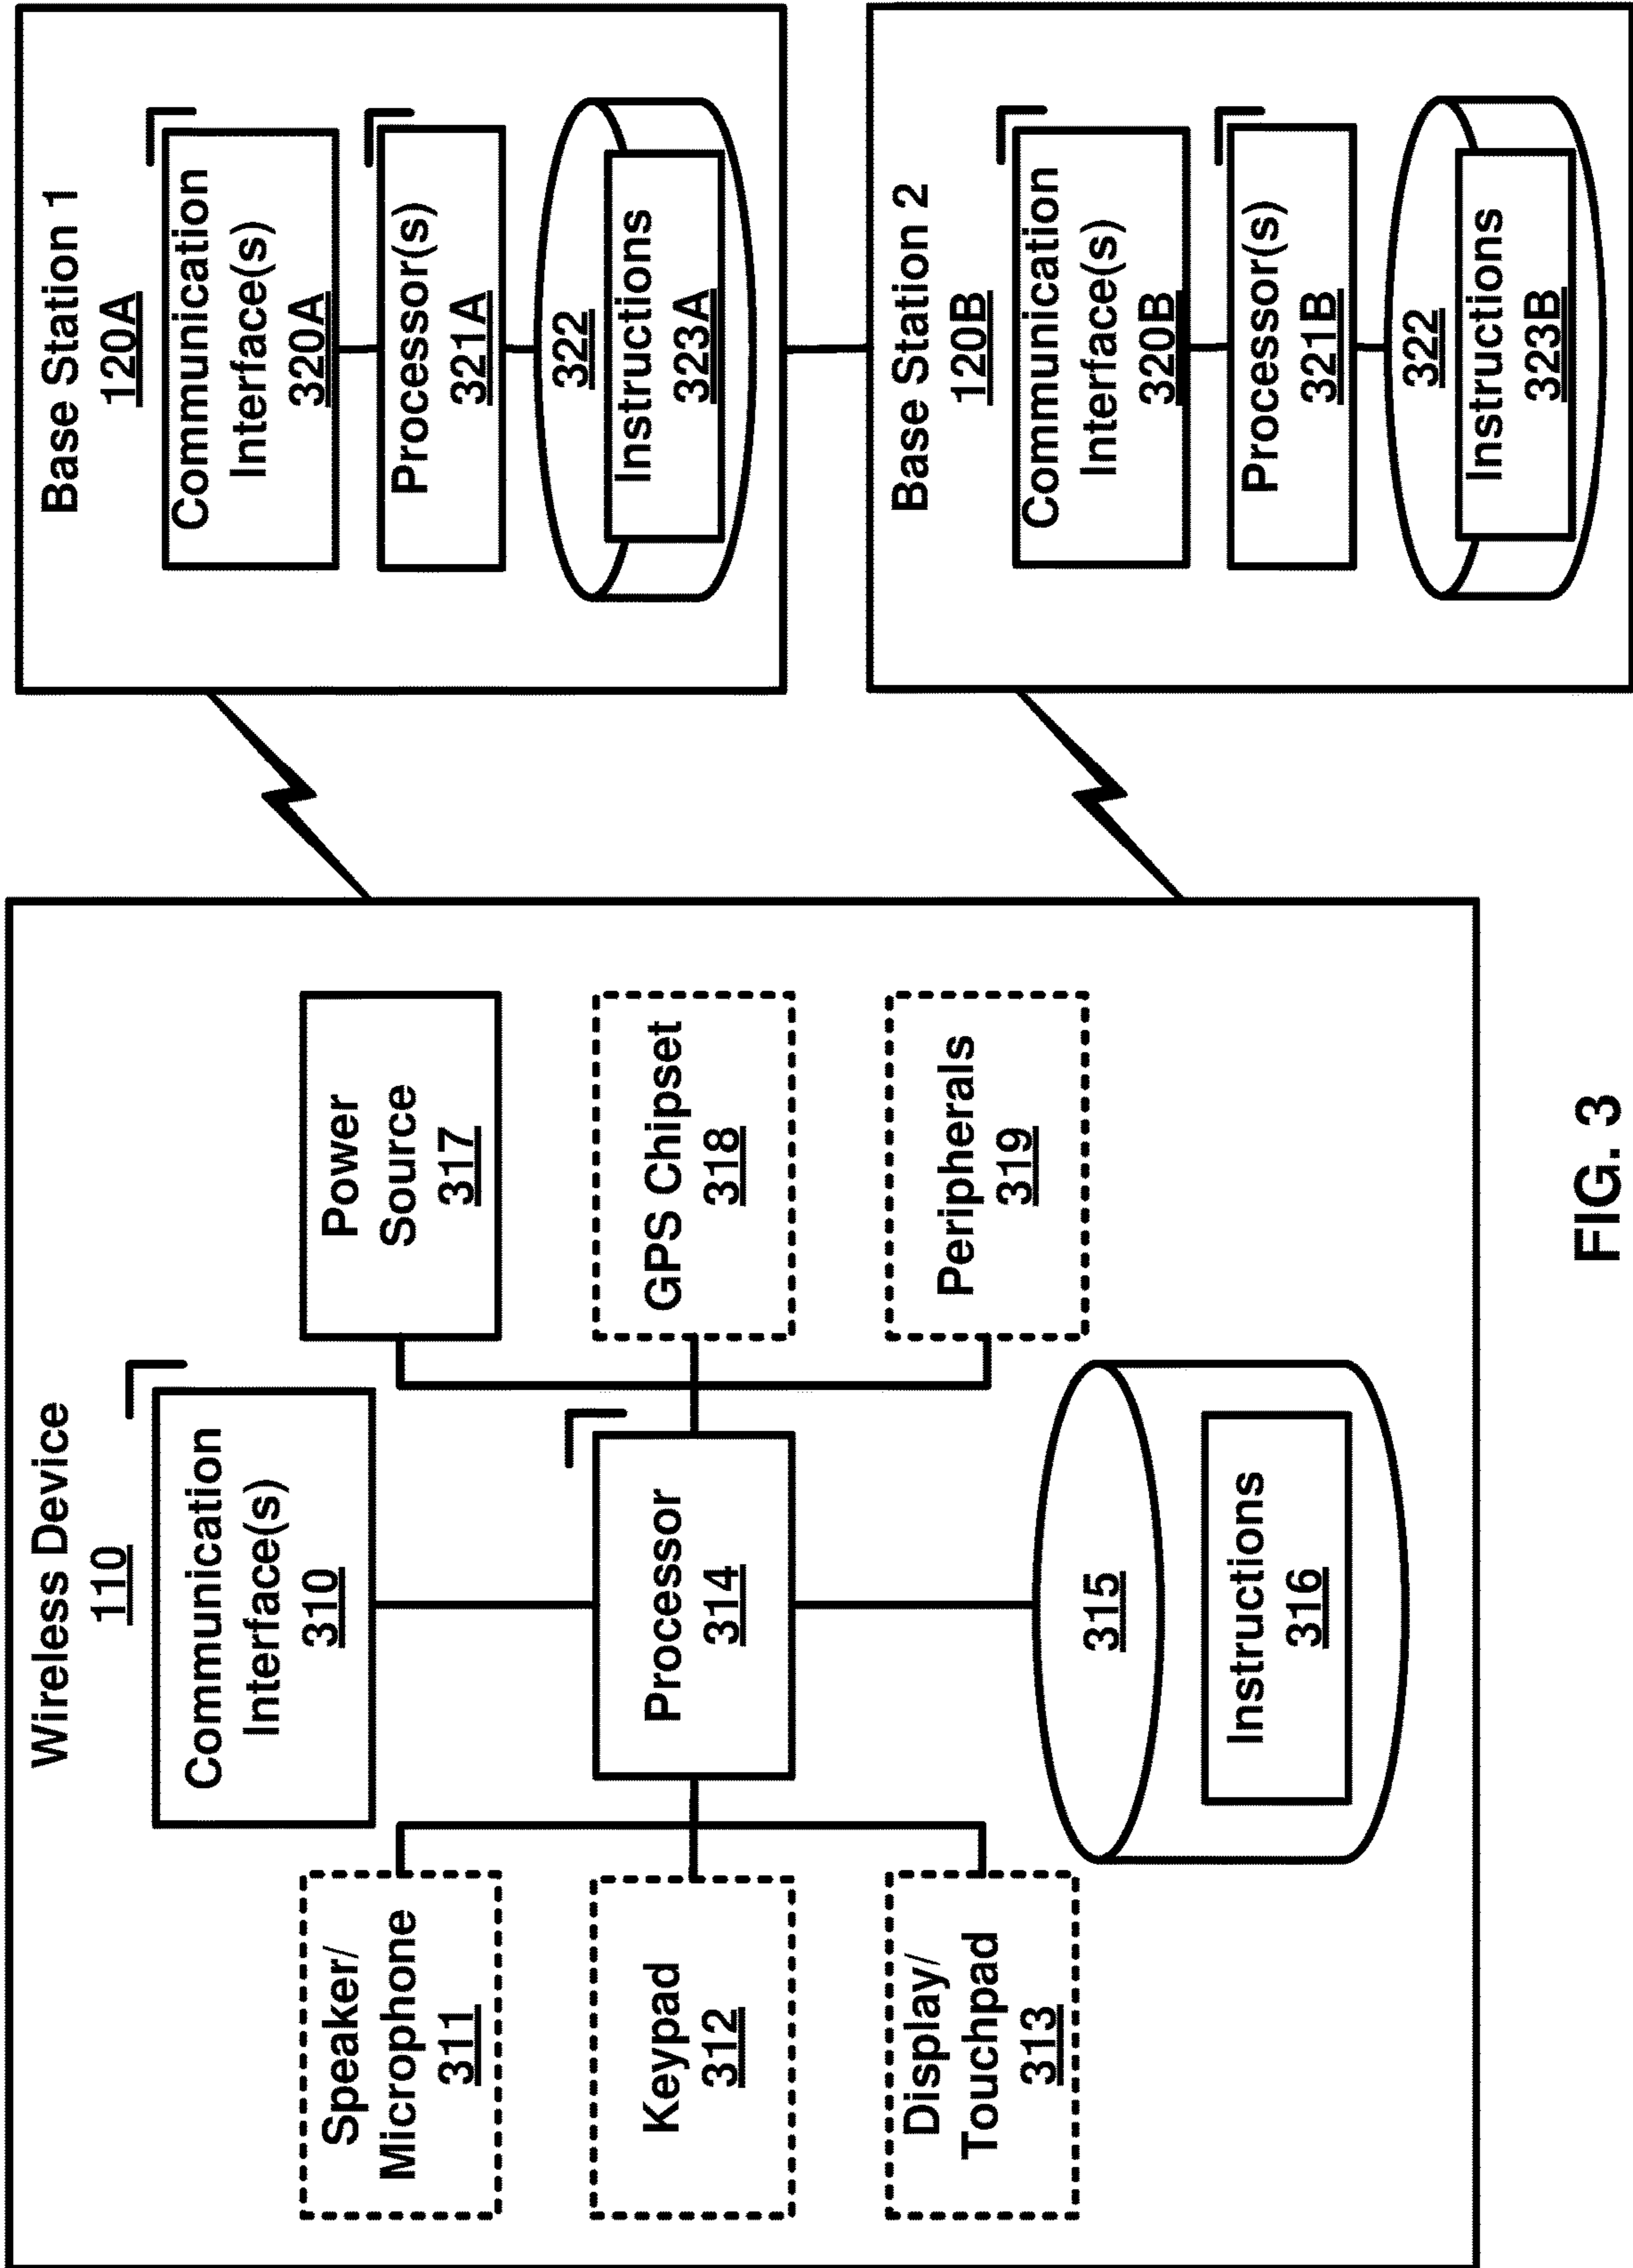 Wireless Device
110
Communication
Interface(s)
310
Speaker/
Microphone
311
Keypad
312
Display/
Touchpad
313
Processor
314
Power
Source
317
GPS Chipset
318
Peripherals
319
315
Instructions
316
Base Station 1
120A
Communication
Interface(s)
320A
Processor(s)
321A
322
Instructions
323A
Base Station 2
120B
Communication
Interface(s)
320B
Processor(s)
321B
322
Instructions
323B
FIG. 3